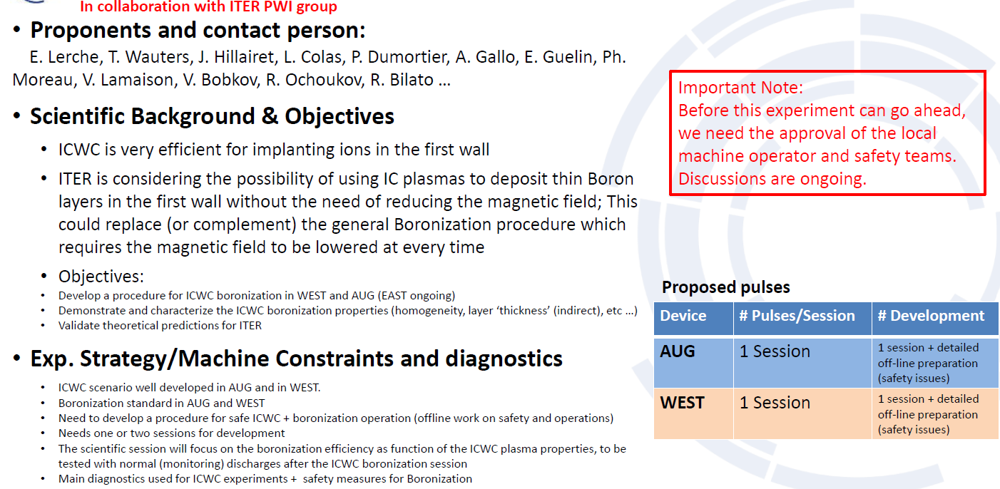 In collaboration with ITER PWI group
• Proponents and contact person:
E. Lerche, T. Wauters, J. Hillairet, L. Colas, P. Dumortier, A. Gallo, E. Guelin, Ph.
Moreau, V. Lamaison, V. Bobkov, R. Ochoukov, R. Bilato ...
• Scientific Background & Objectives
• ICWC is very efficient for implanting ions in the first wall
• ITER is considering the possibility of using IC plasmas to deposit thin Boron
layers in the first wall without the need of reducing the magnetic field; This
could replace (or complement) the general Boronization procedure which
requires the magnetic field to be lowered at every time
• Objectives:
• Develop a procedure for ICWC boronization in WEST and AUG (EAST ongoing)
• Demonstrate and characterize the ICWC boronization properties (homogeneity, layer ‘thickness’ (indirect), etc ...)
• Validate theoretical predictions for ITER
• Exp. Strategy/Machine Constraints and diagnostics
• ICWC scenario well developed in AUG and in WEST.
• Boronization standard in AUG and WEST
• Need to develop a procedure for safe ICWC + boronization operation (offline work on safety and operations)
• Needs one or two sessions for development
• The scientific session will focus on the boronization efficiency as function of the ICWC plasma properties, to be
tested with normal (monitoring) discharges after the ICWC boronization session
• Main diagnostics used for ICWC experiments + safety measures for Boronization
Important Note:
Before this experiment can go ahead,
we need the approval of the local
machine operator and safety teams.
Discussions are ongoing.
Proposed pulses
Device # Pulses/Session # Development
AUG 1 Session 1 session + detailed
off-line preparation
(safety issues)
WEST 1 Session 1 session + detailed
off-line preparation
(safety issues)